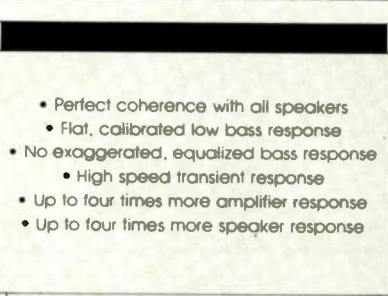 • Perfect coherence with all speakers
• Flat, calibrated low bass response
• No exaggerated, equalized bass response
• High speed transient response
• Up to four times more amplifier response
• Up to four times more speaker response